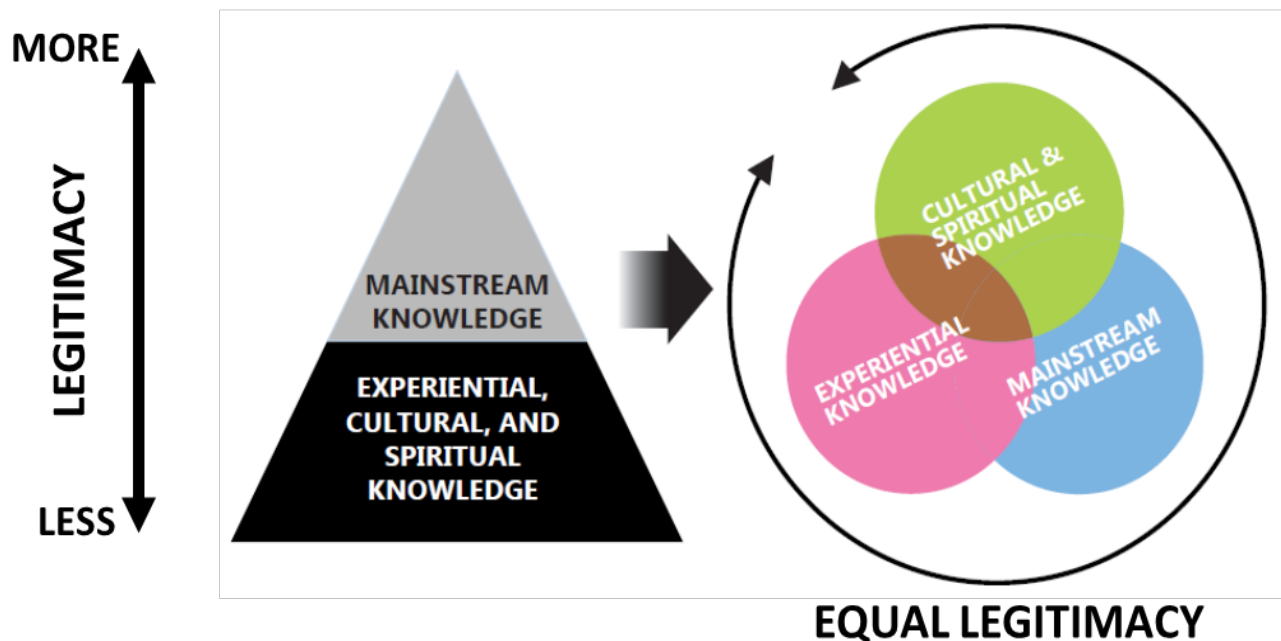 MORE
LEGITIMACY
LESS
MAINSTREAM
KNOWLEDGE
EXPERIENTIAL,
CULTURAL, AND
SPIRITUAL
KNOWLEDGE
CULTURAL &
SPIRITUAL
KNOWLEDGE
EXPERIENTIAL
KNOWLEDGE
MAINSTREAM
KNOWLEDGE
EQUAL LEGITIMACY